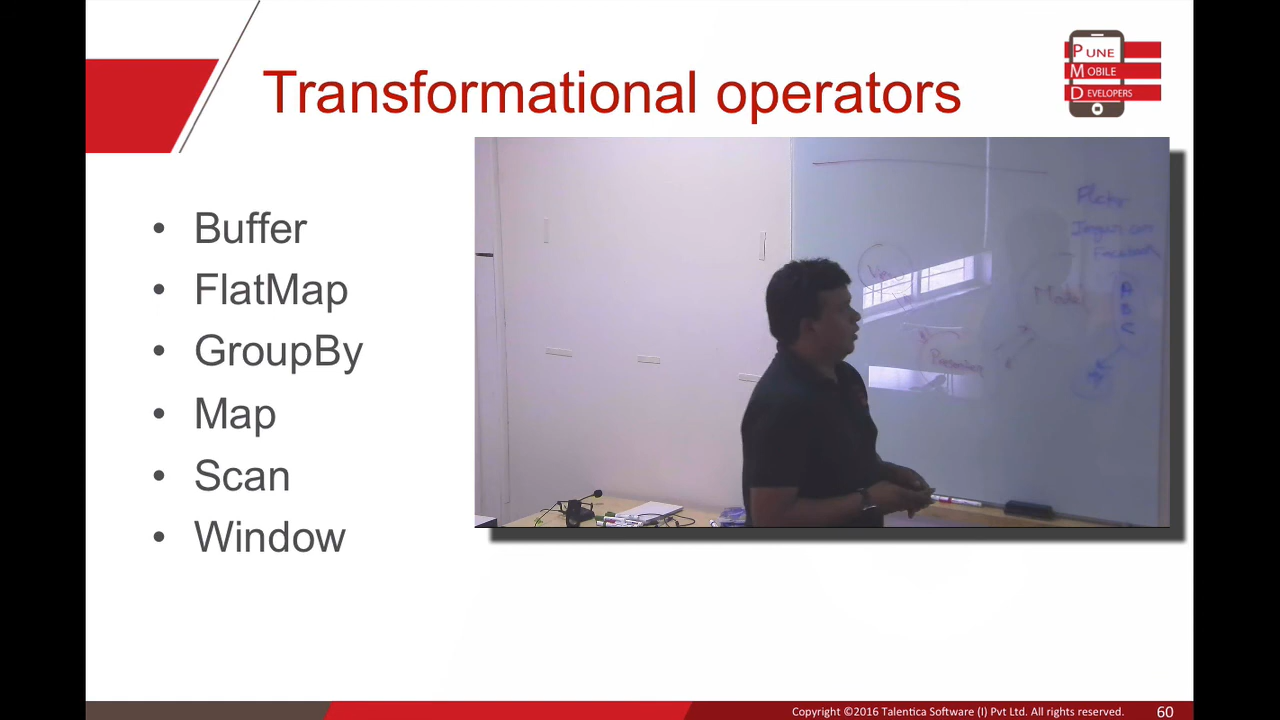 Transformational operators
PUNE
MOBILE
DEVELOPERS
• Buffer
• FlatMap
• GroupBy
• Map
• Scan
• Window
Model
A
B
C
Copyright ©2016 Talentica Software (I) Pvt Ltd. All rights reserved.
60